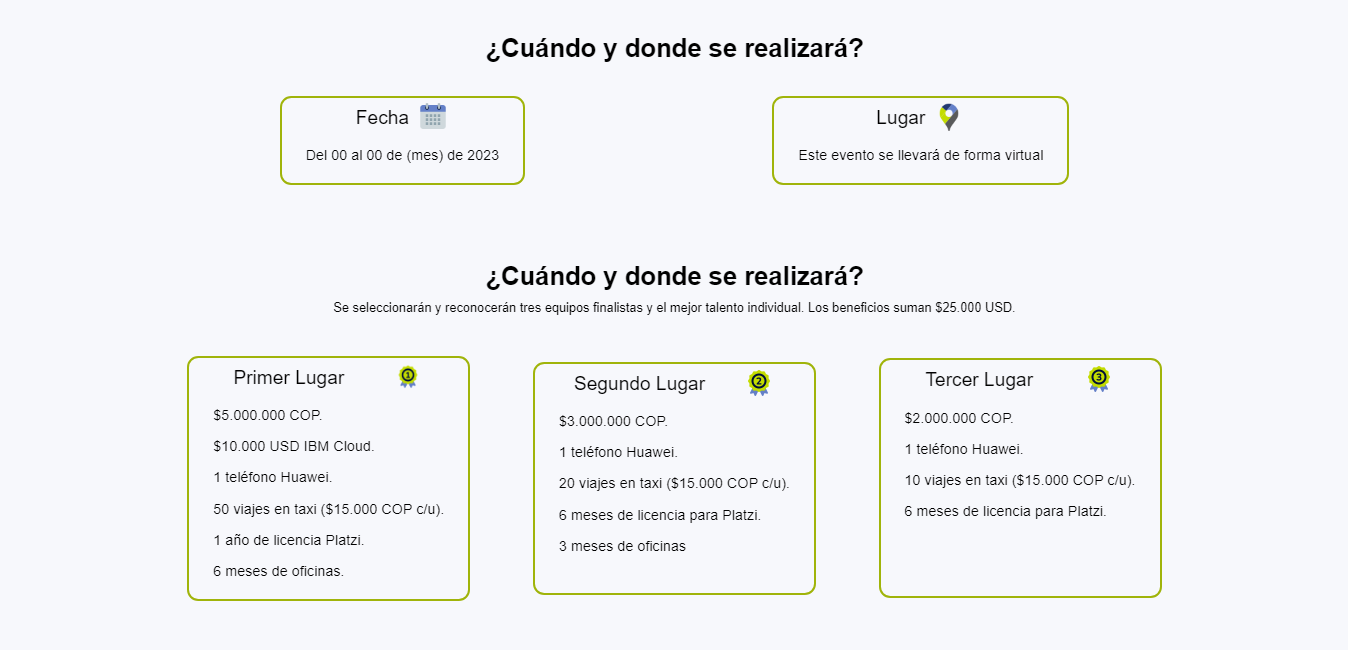 ¿Cuándo y donde se realizará?
Fecha
Del 00 al 00 de (mes) de 2023
Lugar
Este evento se llevará de forma virtual
¿Cuándo y donde se realizará?
Se seleccionarán y reconocerán tres equipos finalistas y el mejor talento individual. Los beneficios suman $25.000 USD.
Primer Lugar
1
$5.000.000 COP.
$10.000 USD IBM Cloud.
1 teléfono Huawei.
50 viajes en taxi ($15.000 COP c/u).
1 año de licencia Platzi.
6 meses de oficinas.
Segundo Lugar
2
$3.000.000 COP.
1 teléfono Huawei.
20 viajes en taxi ($15.000 COP c/u).
6 meses de licencia para Platzi.
3 meses de oficinas
Tercer Lugar
3
$2.000.000 COP.
1 teléfono Huawei.
10 viajes en taxi ($15.000 COP c/u).
6 meses de licencia para Platzi.